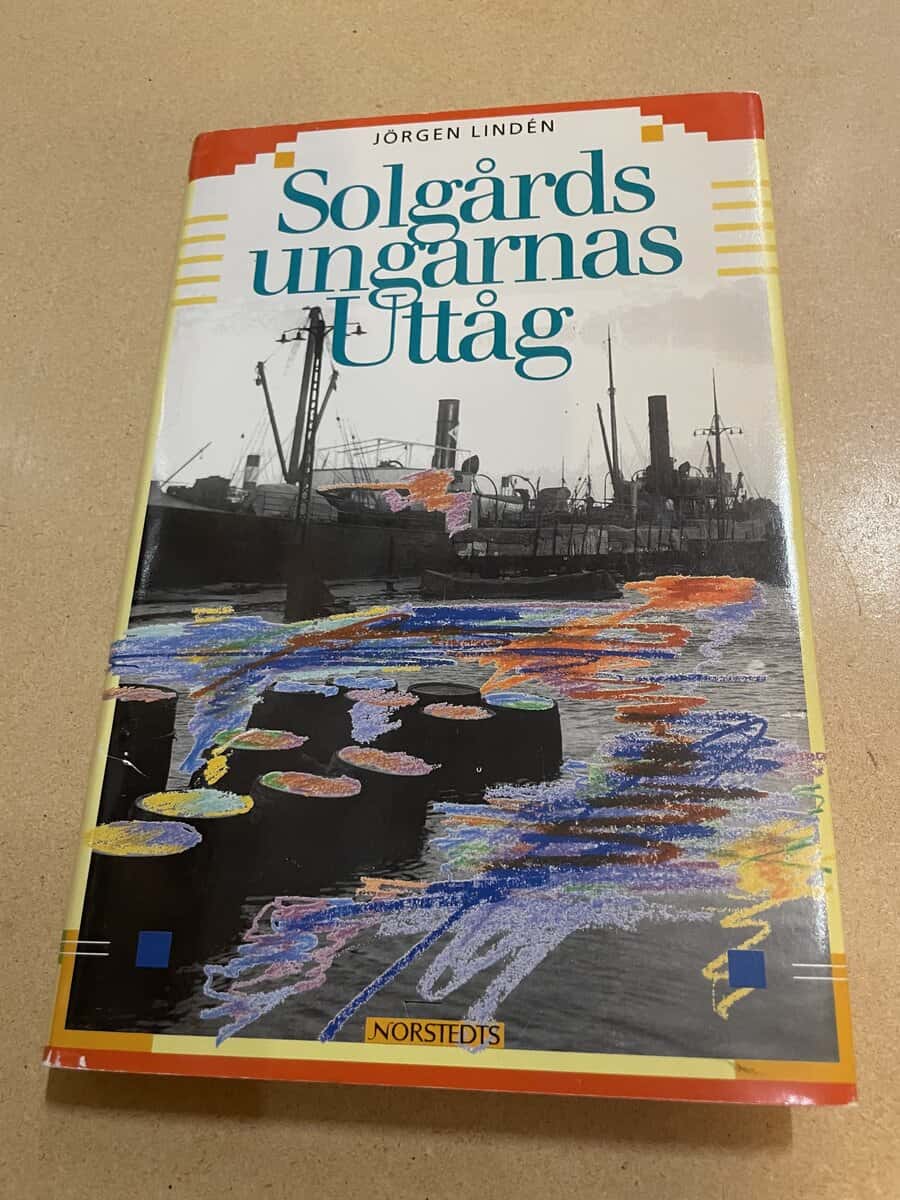 JÖRGEN LINDÉN
Solgårds
ungarnas
Uttåg
NORSTEDTS